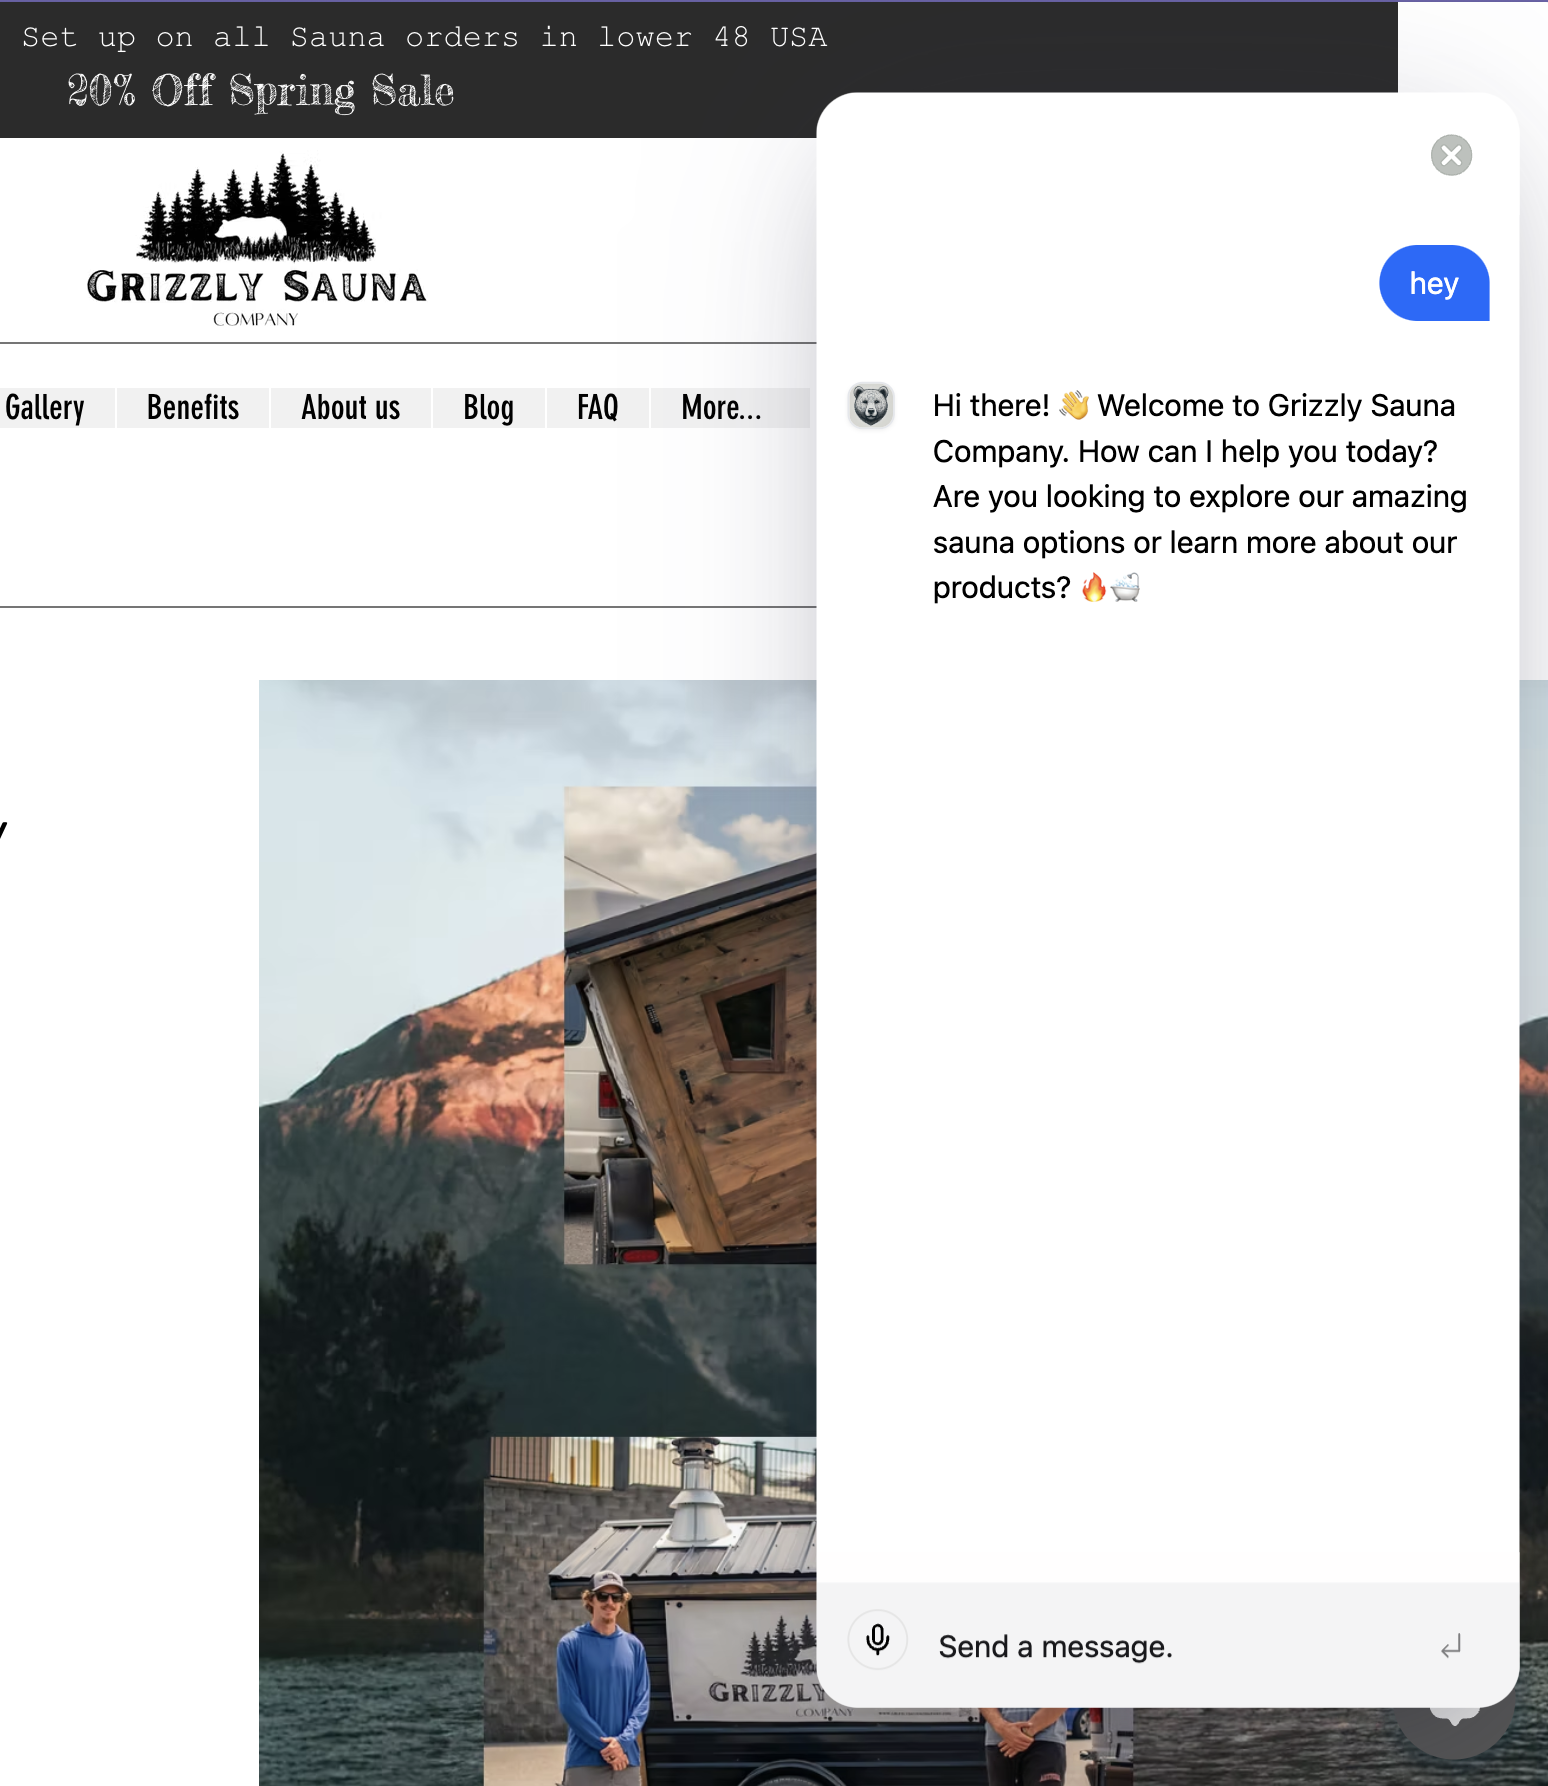 Set up on all Sauna orders in lower 48 USA
20% Off Spring Sale
GRIZZLY SAUNA
COMPANY
Gallery
Benefits
About us
Blog
FAQ
More...
hey
Hi there! 👋 Welcome to Grizzly Sauna
Company. How can I help you today?
Are you looking to explore our amazing
sauna options or learn more about our
products? 🔥🛁
GRIZZLY
COMPANY
Send a message.